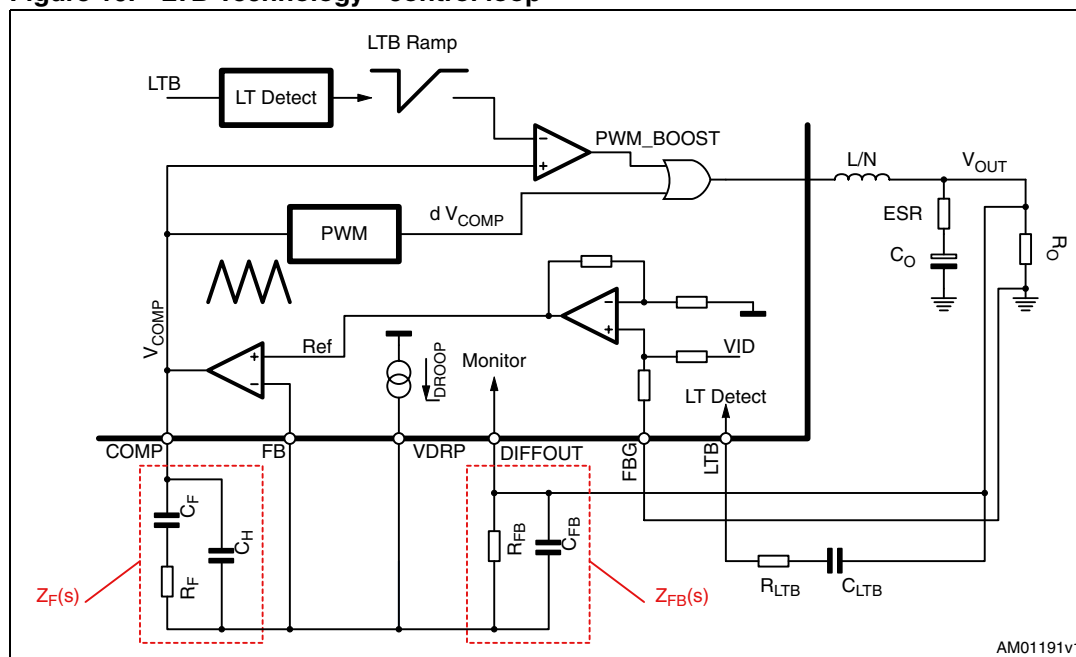 Figure 16. "LTB Technology" control loop
LTB Ramp
LTB
LT Detect
PWM_BOOST
L/N
VOUT
ESR
d VCOMP
PWM
CO
RO
VCOMP
Ref
Monitor
VID
IDROOP
LT Detect
COMP
FB
VDRP
DIFFOUT
FBG
LTB
CF
CH
RF
RFB
CFB
ZF(s)
ZFB(s)
RLTB
CLTB
AM01191v1